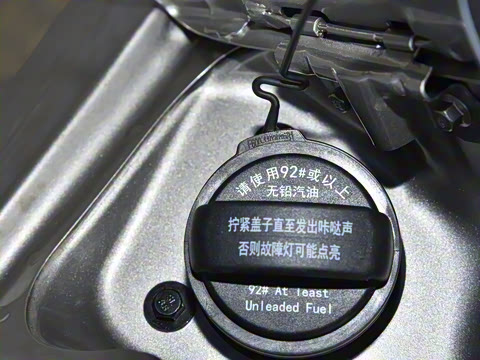 请使用92#或以上
无铅汽油
拧紧盖子直至发出咔哒声
否则故障灯可能点亮
92# At least
Unleaded Fuel